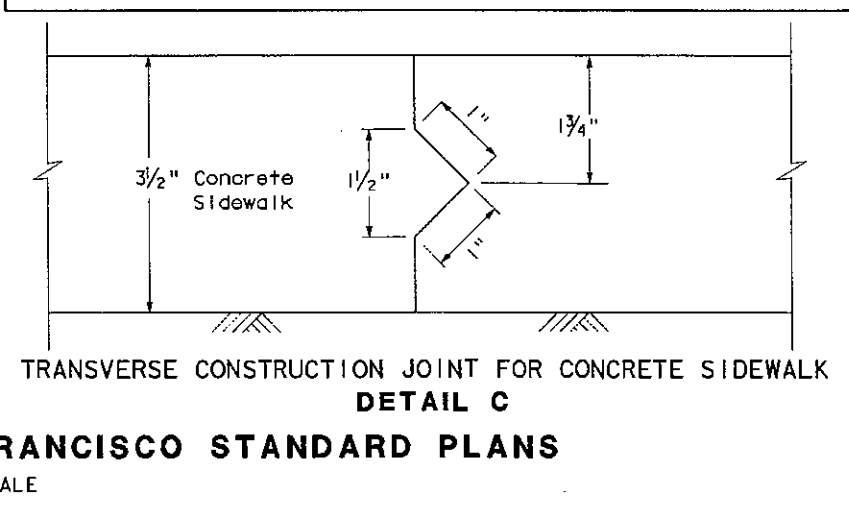 1"
1¾"
3½" Concrete
Sidewalk
1½"
1"
TRANSVERSE CONSTRUCTION JOINT FOR CONCRETE SIDEWALK
DETAIL C
RANCISCO STANDARD PLANS
ALE